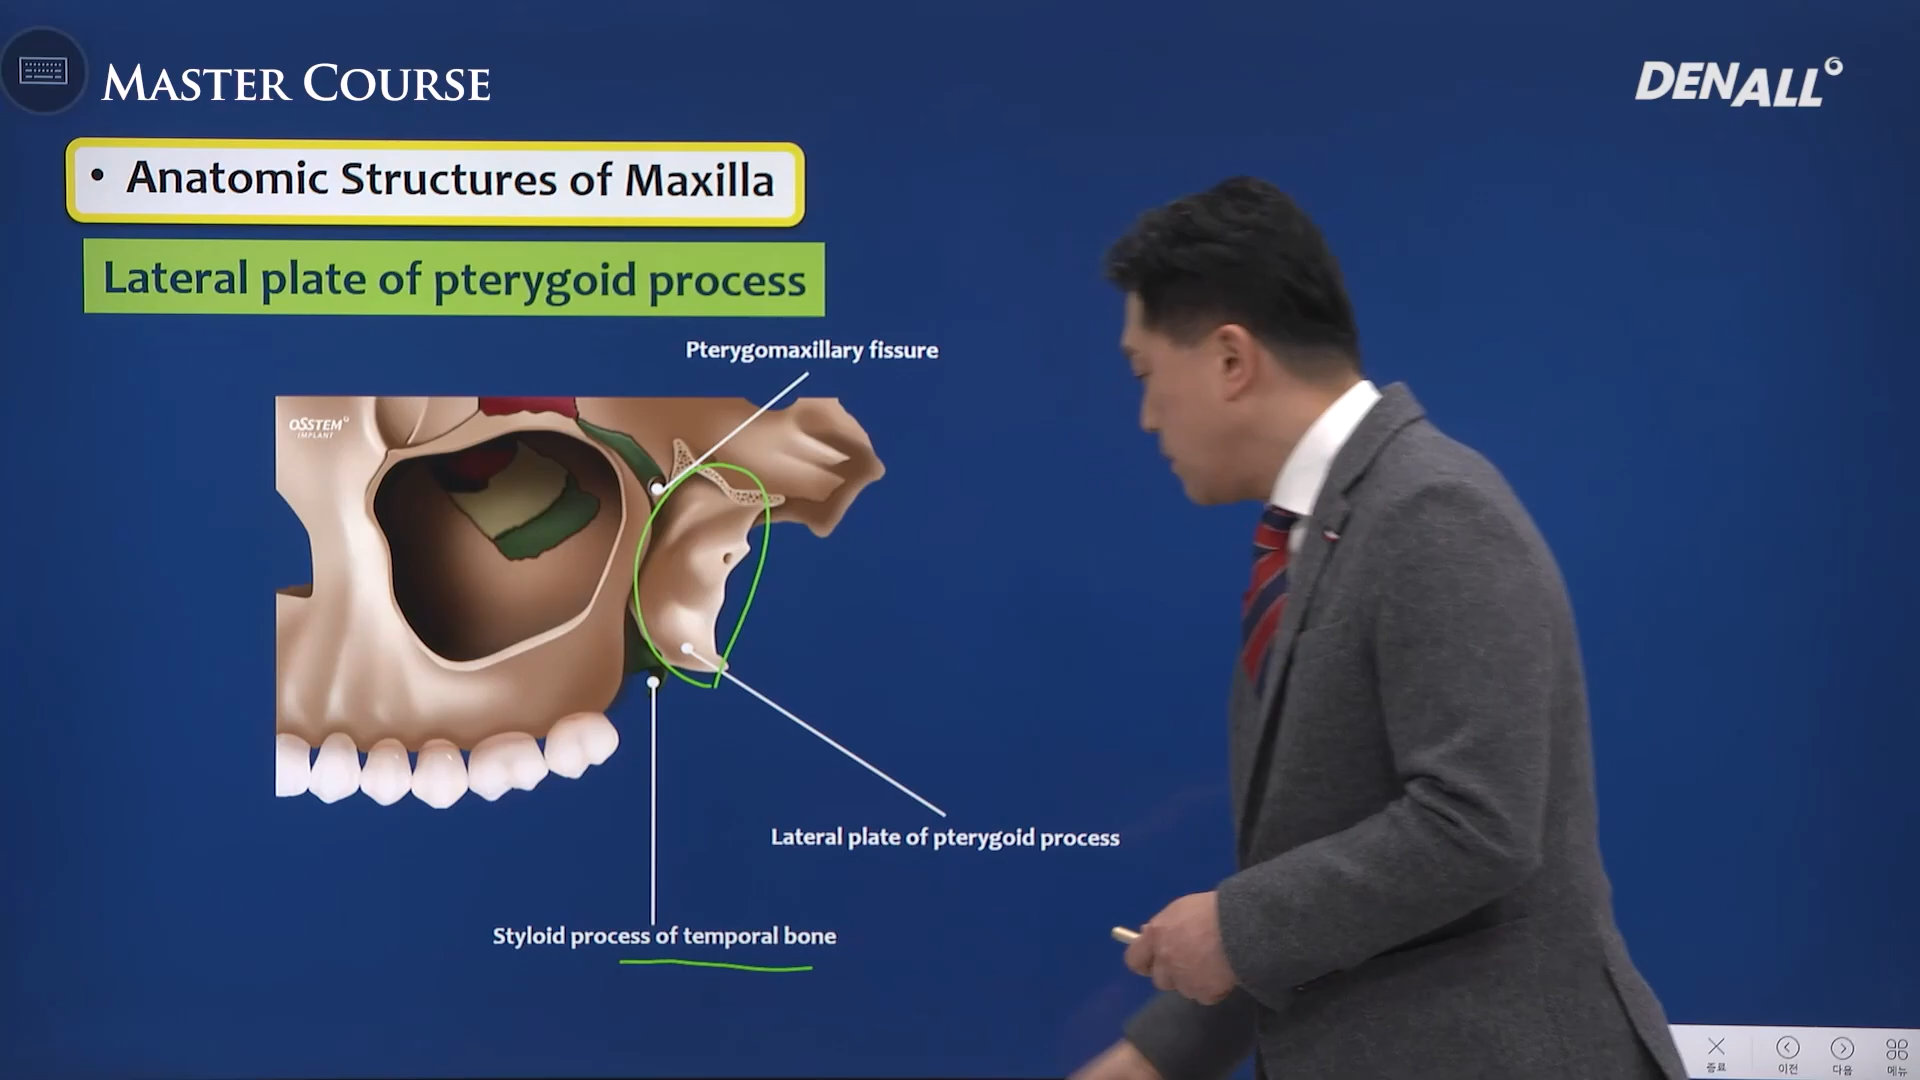 MASTER COURSE
DENALL
• Anatomic Structures of Maxilla
Lateral plate of pterygoid process
Pterygomaxillary fissure
OSSTEM
IMPLANT
Lateral plate of pterygoid process
Styloid process of temporal bone
종료
이전
다음
메뉴